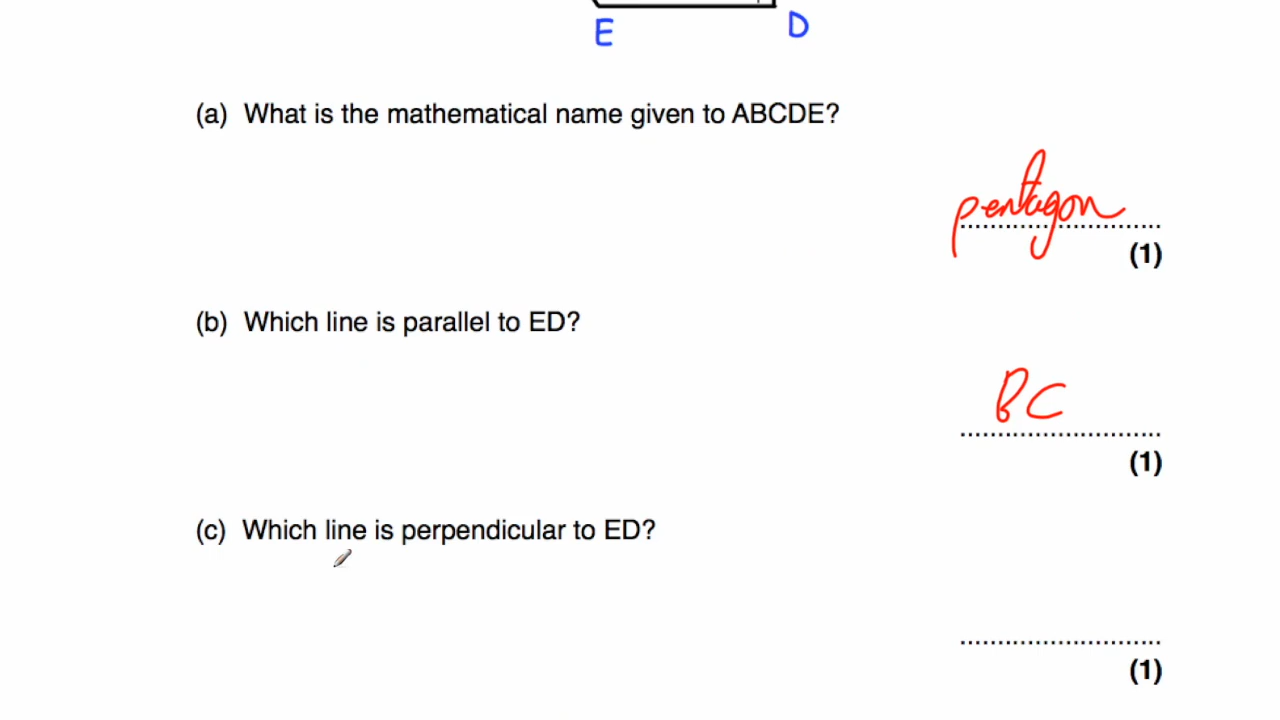 E D
(a) What is the mathematical name given to ABCDE?
pentagon
(1)
(b) Which line is parallel to ED?
BC
(1)
(c) Which line is perpendicular to ED?
(1)